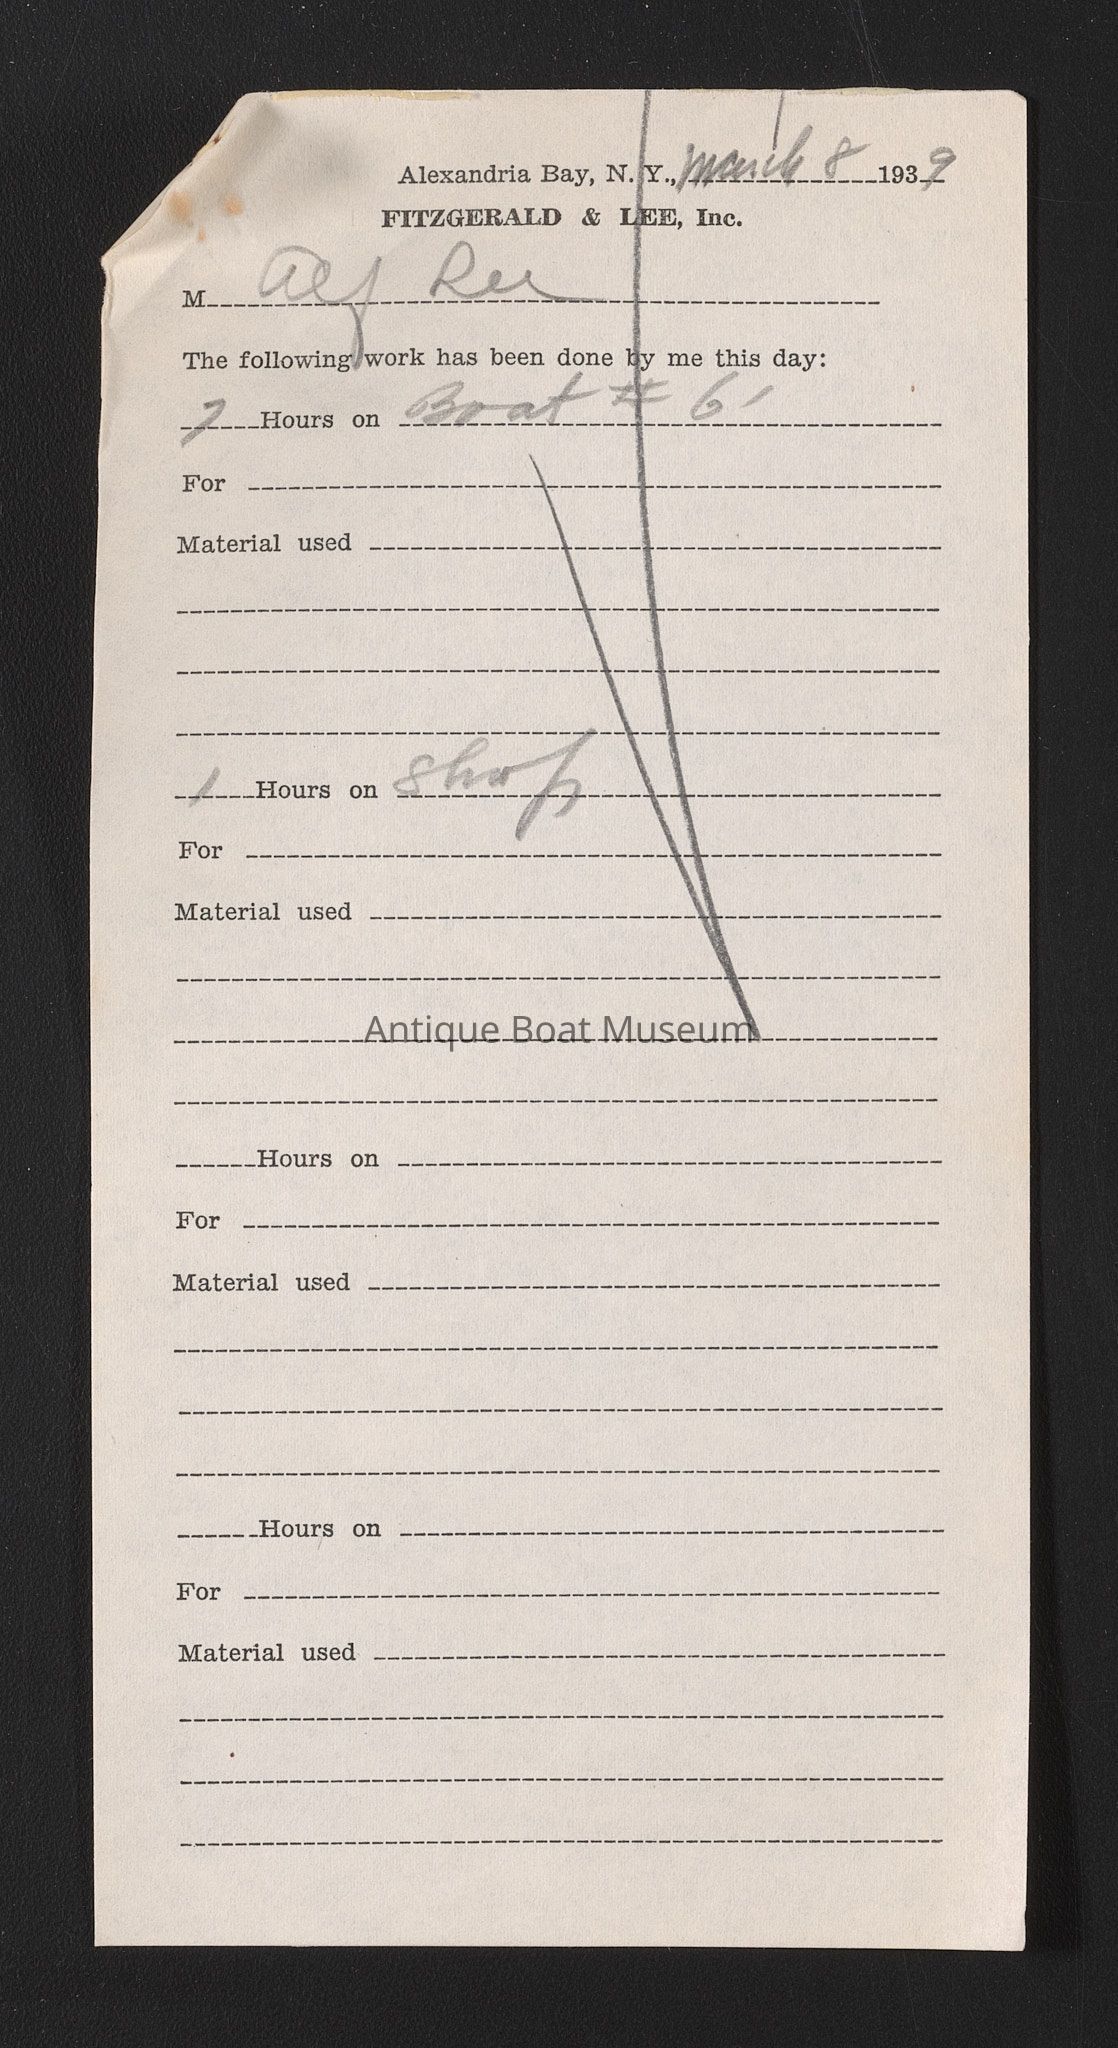 Alexandria Bay, N. Y., March 8 1939
FITZGERALD & LEE, Inc.
M Alf Lee
The following work has been done by me this day:
7 Hours on Boat # 6
For
Material used
1 Hours on Shop
For
Material used
Antique Boat Museum
Hours on
For
Material used
Hours on
For
Material used